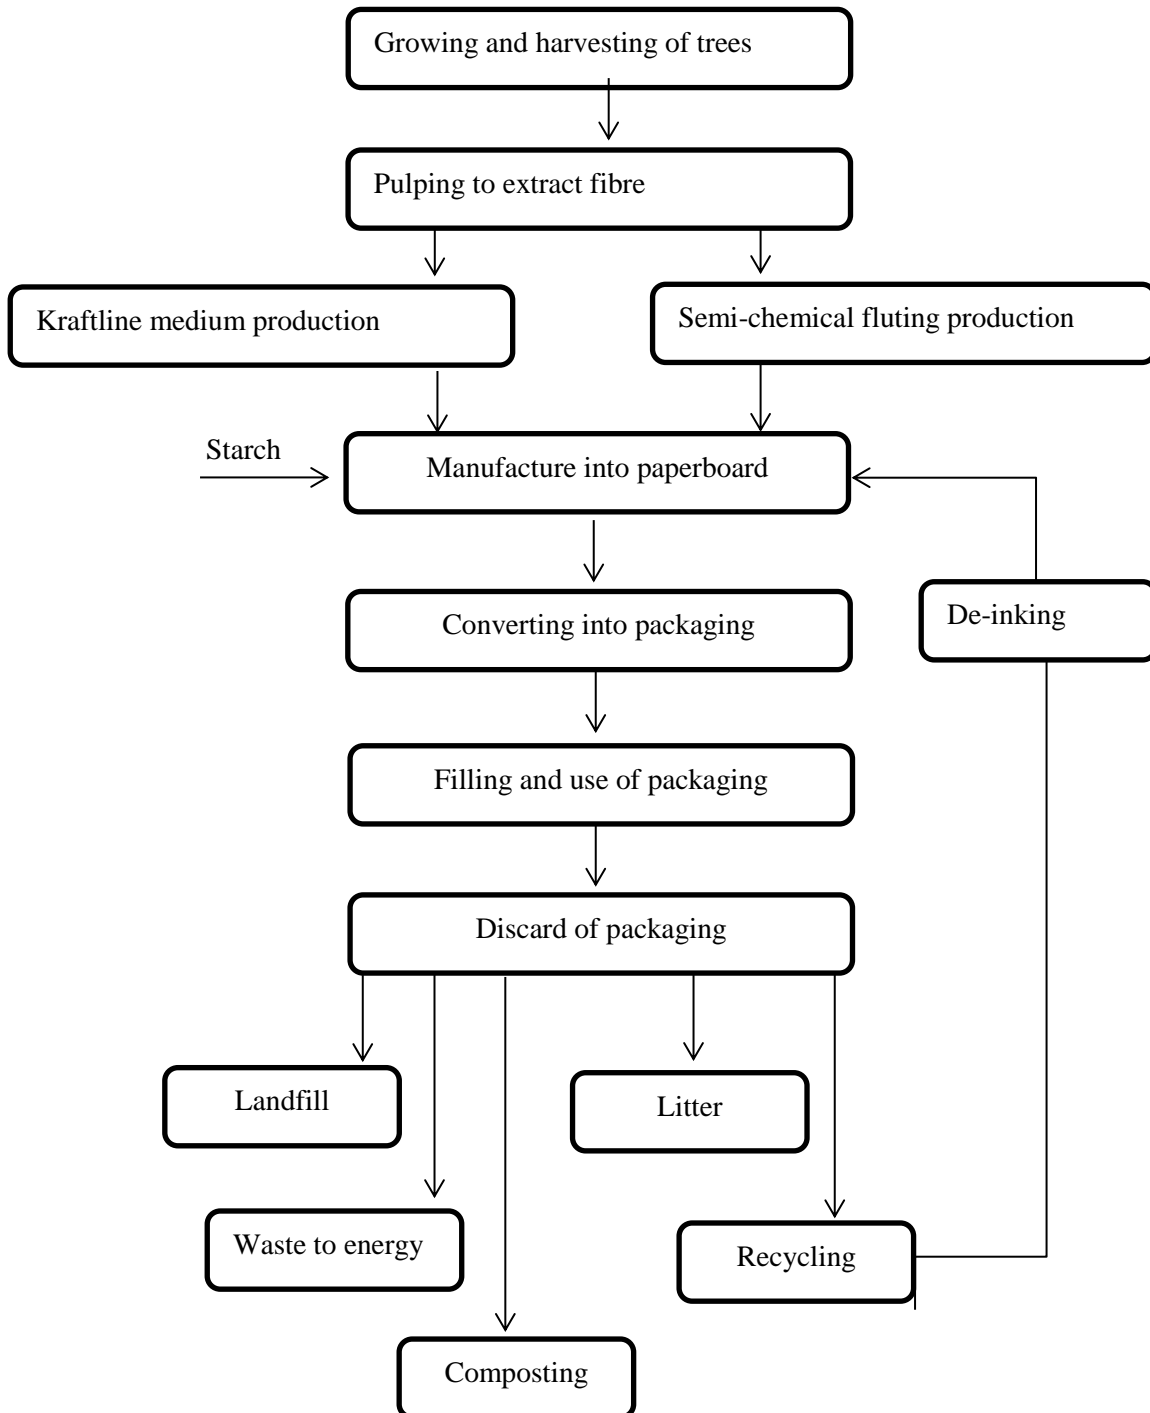 Growing and harvesting of trees
Pulping to extract fibre
Kraftline medium production
Semi-chemical fluting production
Starch
Manufacture into paperboard
Converting into packaging
De-inking
Filling and use of packaging
Discard of packaging
Landfill
Litter
Waste to energy
Recycling
Composting